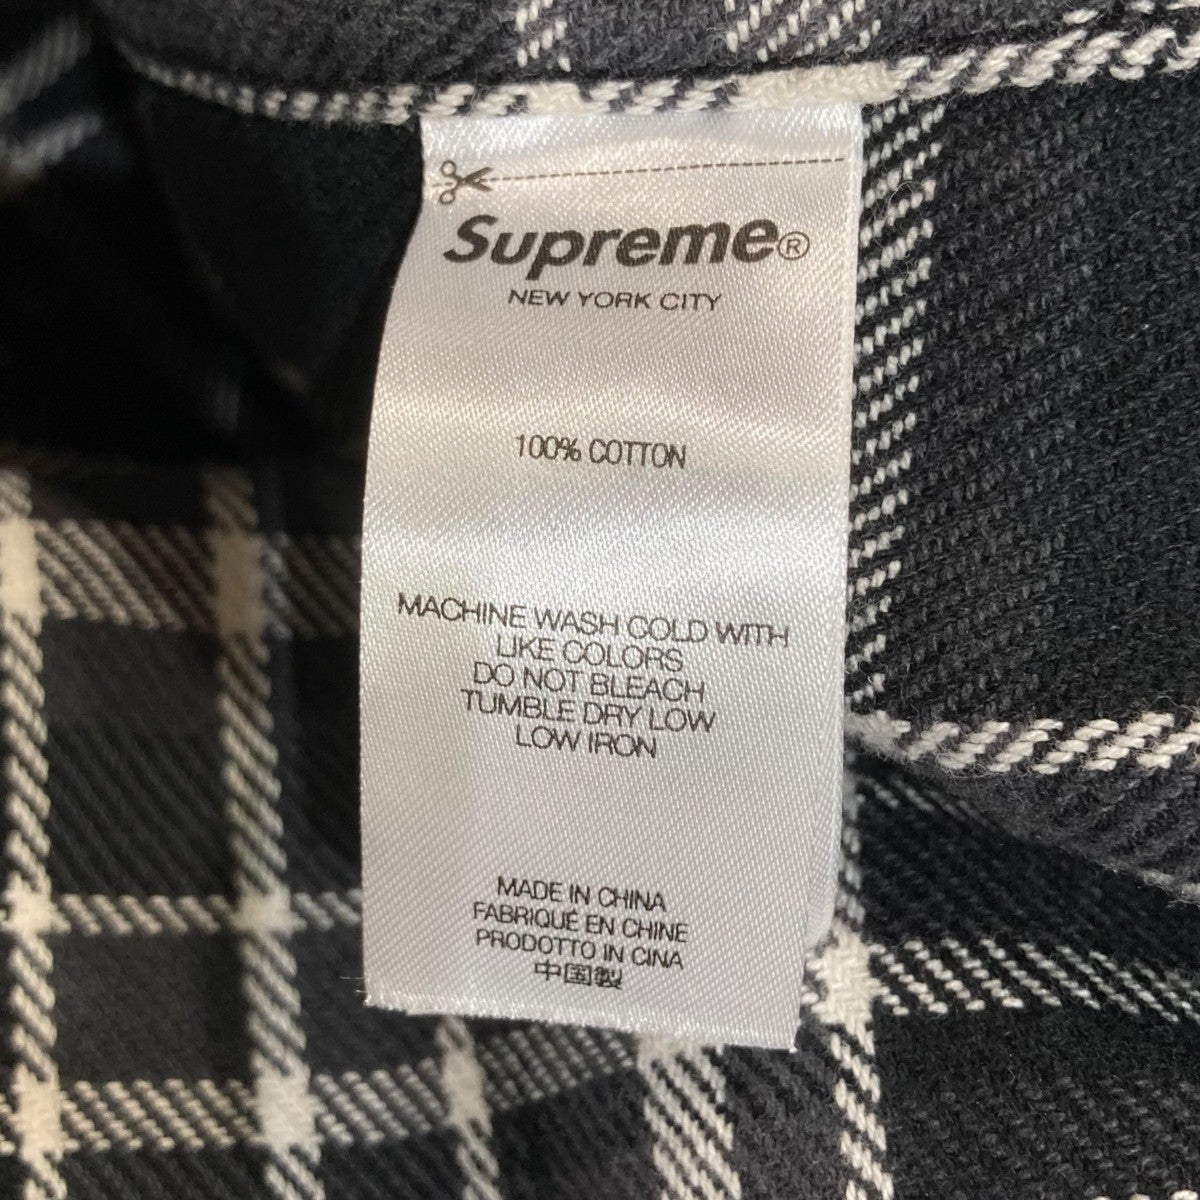 Supreme®
NEW YORK CITY
100% COTTON
MACHINE WASH COLD WITH
LIKE COLORS
DO NOT BLEACH
TUMBLE DRY LOW
LOW IRON
MADE IN CHINA
FABRIQUÉ EN CHINE
PRODOTTO IN CINA
中国製